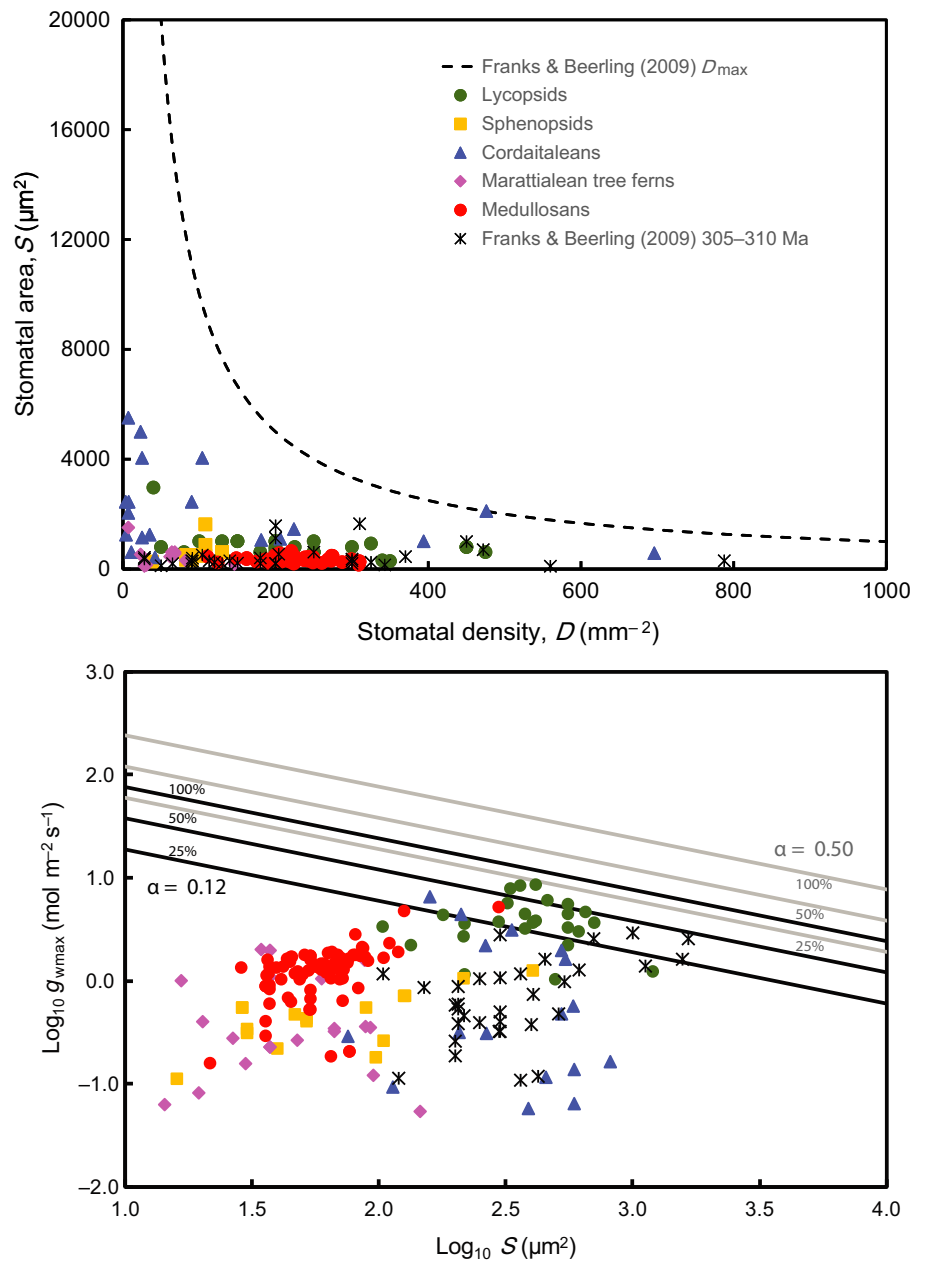 20000
16000
12000
8000
4000
0
Stomatal area, S (µm²)
Franks & Beerling (2009) Dmax
Lycopsids
Sphenopsids
Cordaitaleans
Marattialean tree ferns
Medullosans
Franks & Beerling (2009) 305–310 Ma
0 200 400 600 800 1000
Stomatal density, D (mm−2)
3.0
2.0
1.0
0.0
–1.0
–2.0
Log10 gwmax (mol m−2 s−1)
100%
50%
25%
α = 0.12
α = 0.50
100%
50%
25%
1.0 1.5 2.0 2.5 3.0 3.5 4.0
Log10 S (µm²)